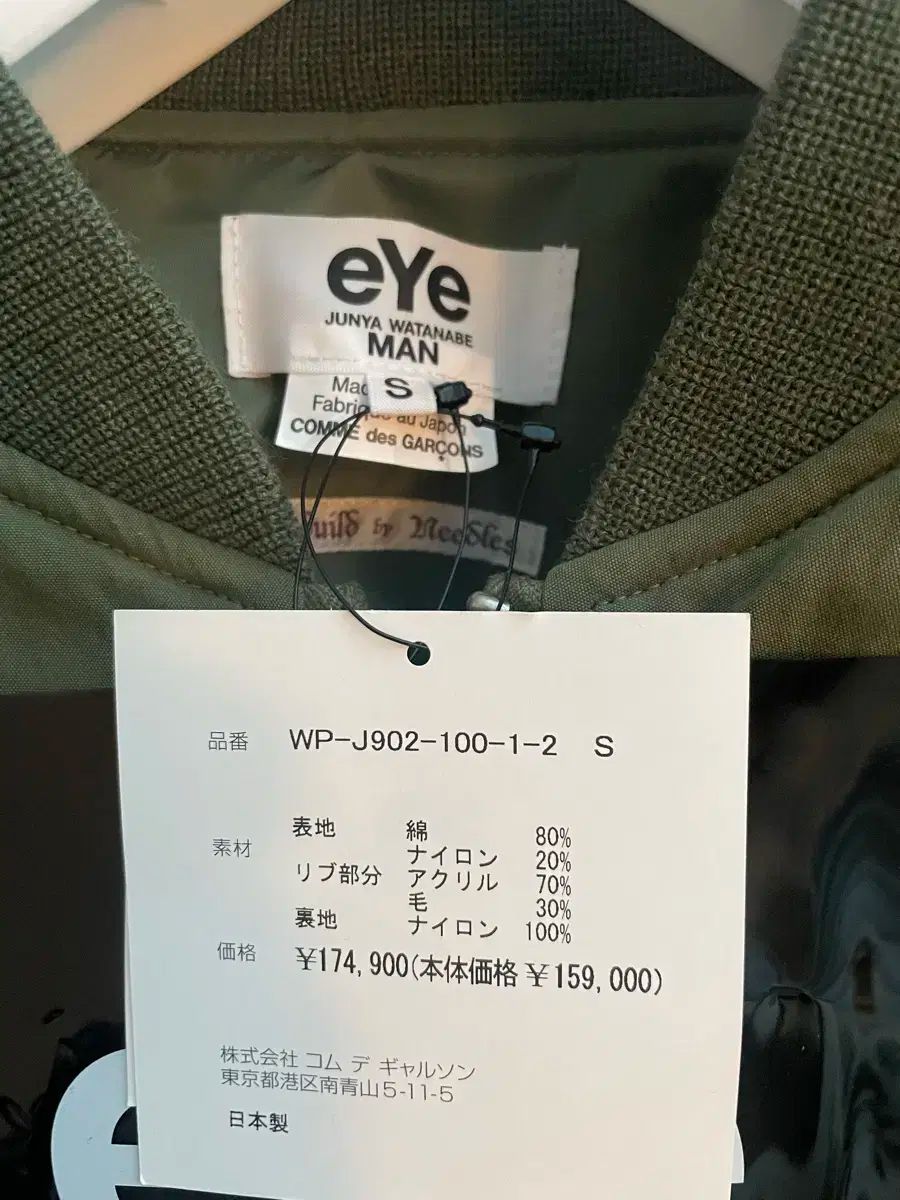 eYe
JUNYA WATANABE
MAN
S
Fabriq au Japon
COMME des GARÇONS
Build by Needles
品番 WP-J902-100-1-2 S
素材 表地 綿 80%
ナイロン 20%
リブ部分 アクリル 70%
毛 30%
裏地 ナイロン 100%
価格 ¥174,900(本体価格 ¥159,000)
株式会社 コム デ ギャルソン
東京都港区南青山5-11-5
日本製